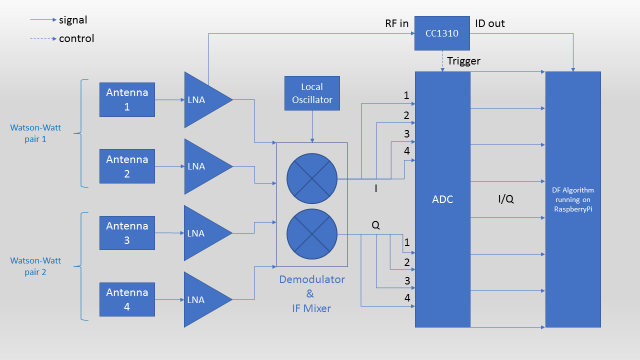 signal
control
RF in
CC1310
ID out
Trigger
Watson-Watt
pair 1
Antenna
1
LNA
Local
Oscillator
Antenna
2
LNA
1
2
3
4
I
ADC
I/Q
DF Algorithm
running on
RaspberryPi
Watson-Watt
pair 2
Antenna
3
LNA
Q
1
2
3
4
Antenna
4
LNA
Demodulator
&
IF Mixer